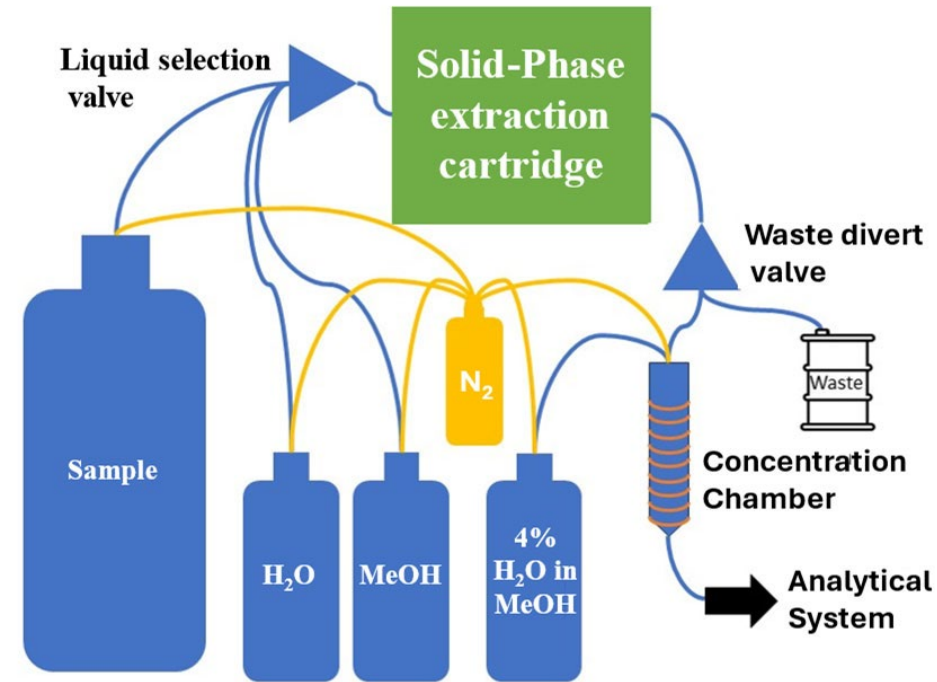 Liquid selection
valve
Solid-Phase
extraction
cartridge
Waste divert
valve
N₂
Waste
Sample
Concentration
Chamber
H₂O
MeOH
4%
H₂O in
MeOH
Analytical
System